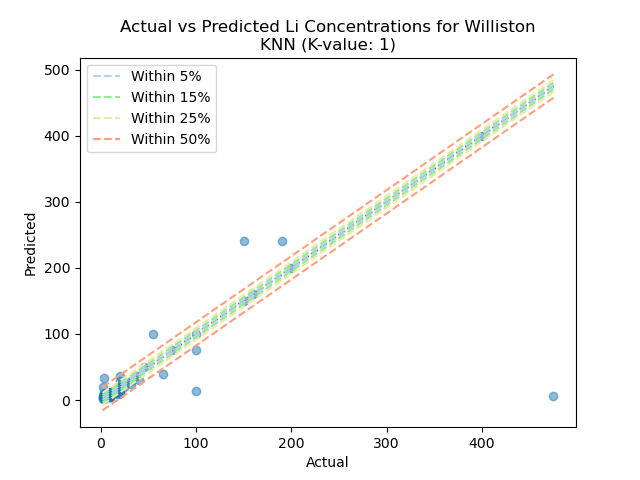 Actual vs Predicted Li Concentrations for Williston
KNN (K-value: 1)
Within 5%
Within 15%
Within 25%
Within 50%
500
400
300
200
100
0
Predicted
0 100 200 300 400
Actual